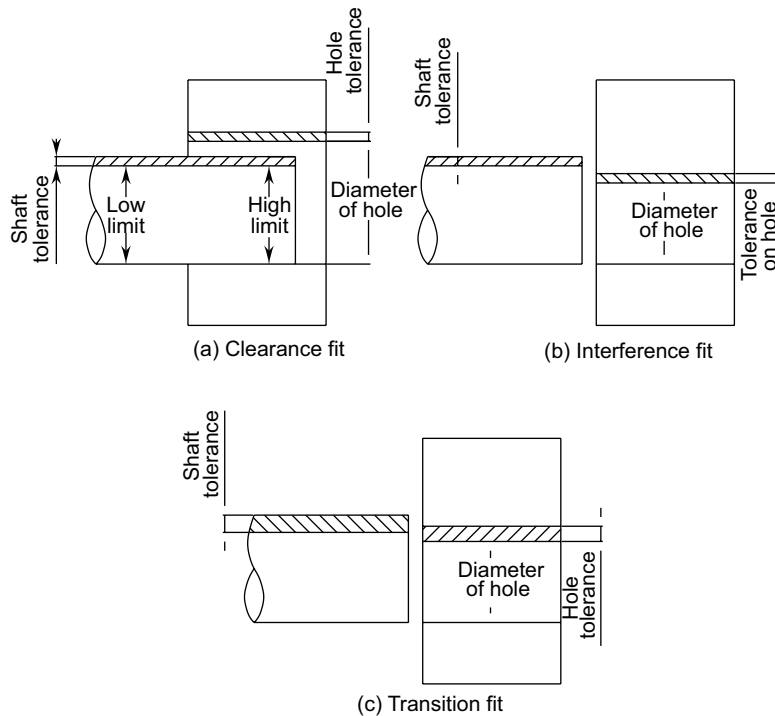 Hole
tolerance
Shaft
tolerance
Low
limit
High
limit
Diameter
of hole
(a) Clearance fit
Shaft
tolerance
Diameter
of hole
Tolerance
on hole
(b) Interference fit
Shaft
tolerance
Diameter
of hole
Hole
tolerance
(c) Transition fit